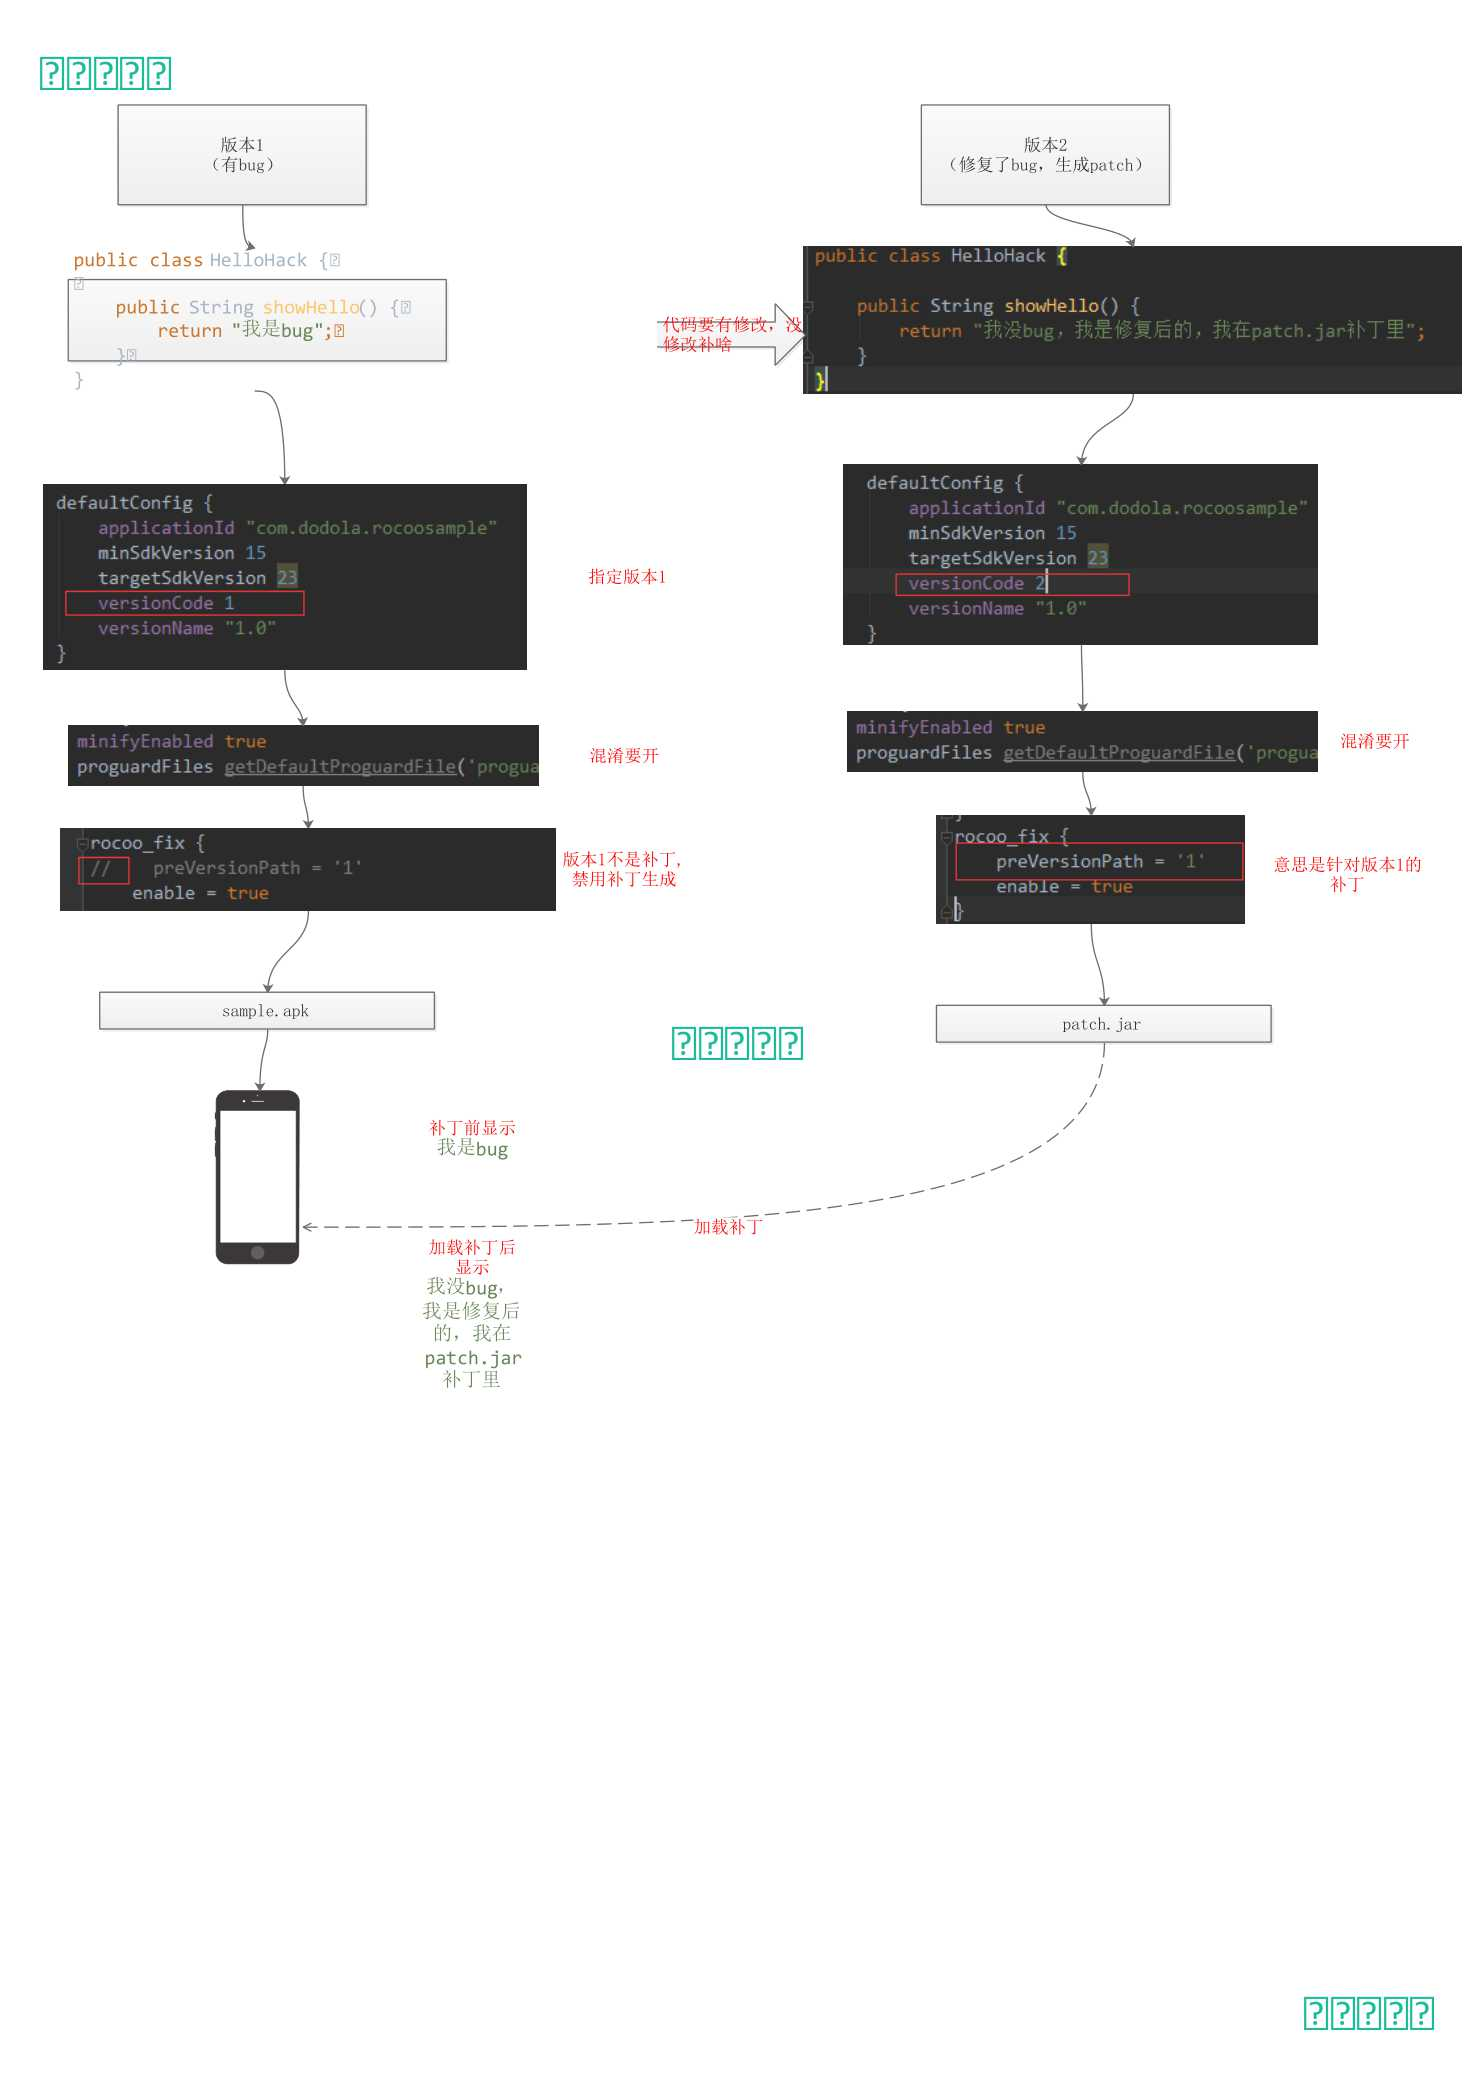 版本1
（有bug）
public class HelloHack {
public String showHello() {
return "我是bug";
}
}
defaultConfig {
applicationId "com.dodola.rocoosample"
minSdkVersion 15
targetSdkVersion 23
versionCode 1
versionName "1.0"
}
指定版本1
minifyEnabled true
proguardFiles getDefaultProguardFile('progua
混淆要开
rocoo_fix {
// preVersionPath = '1'
enable = true
版本1不是补丁,
禁用补丁生成
sample.apk
补丁前显示
我是bug
加载补丁后
显示
我没bug，
我是修复后
的，我在
patch.jar
补丁里
版本2
（修复了bug，生成patch）
代码要有修改，没
修改补啥
public class HelloHack {
public String showHello() {
return "我没bug，我是修复后的，我在patch.jar补丁里";
}
}
defaultConfig {
applicationId "com.dodola.rocoosample"
minSdkVersion 15
targetSdkVersion 23
versionCode 2
versionName "1.0"
}
minifyEnabled true
proguardFiles getDefaultProguardFile('progua
混淆要开
rocoo_fix {
preVersionPath = '1'
enable = true
}
意思是针对版本1的
补丁
patch.jar
加载补丁